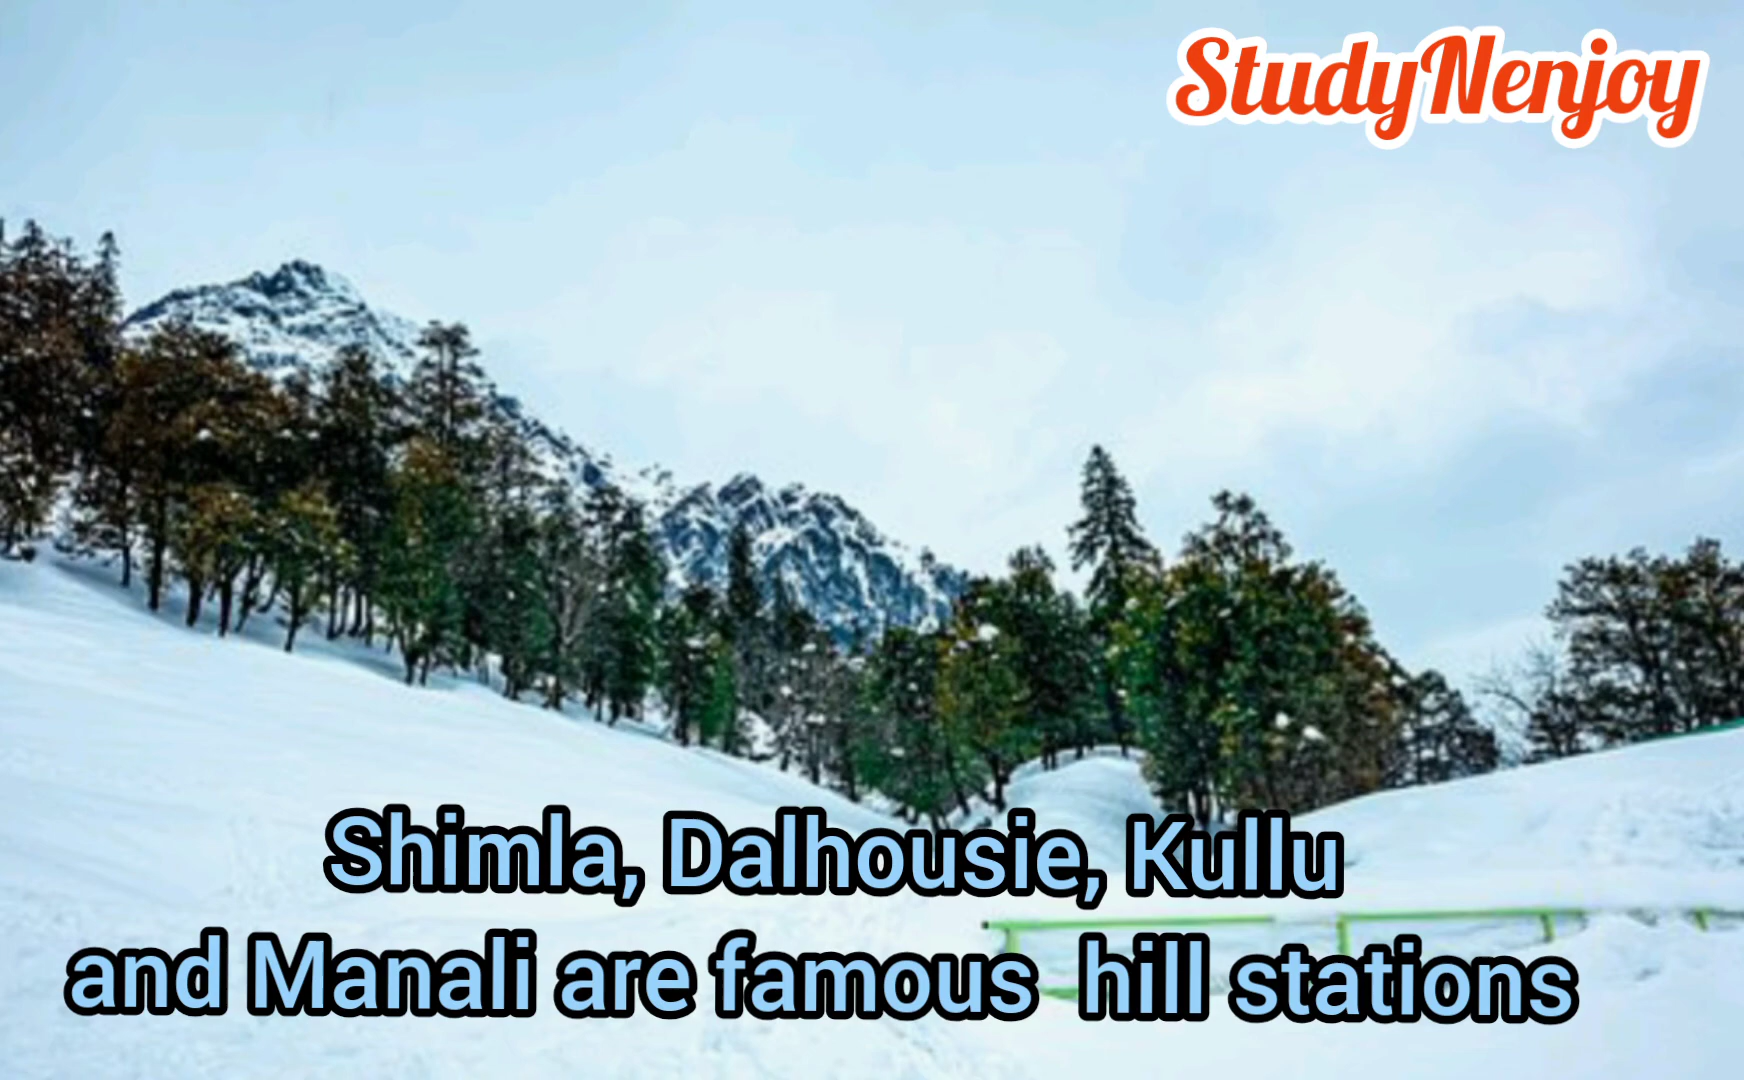 StudyNenjoy
Shimla, Dalhousie, Kullu
and Manali are famous hill stations